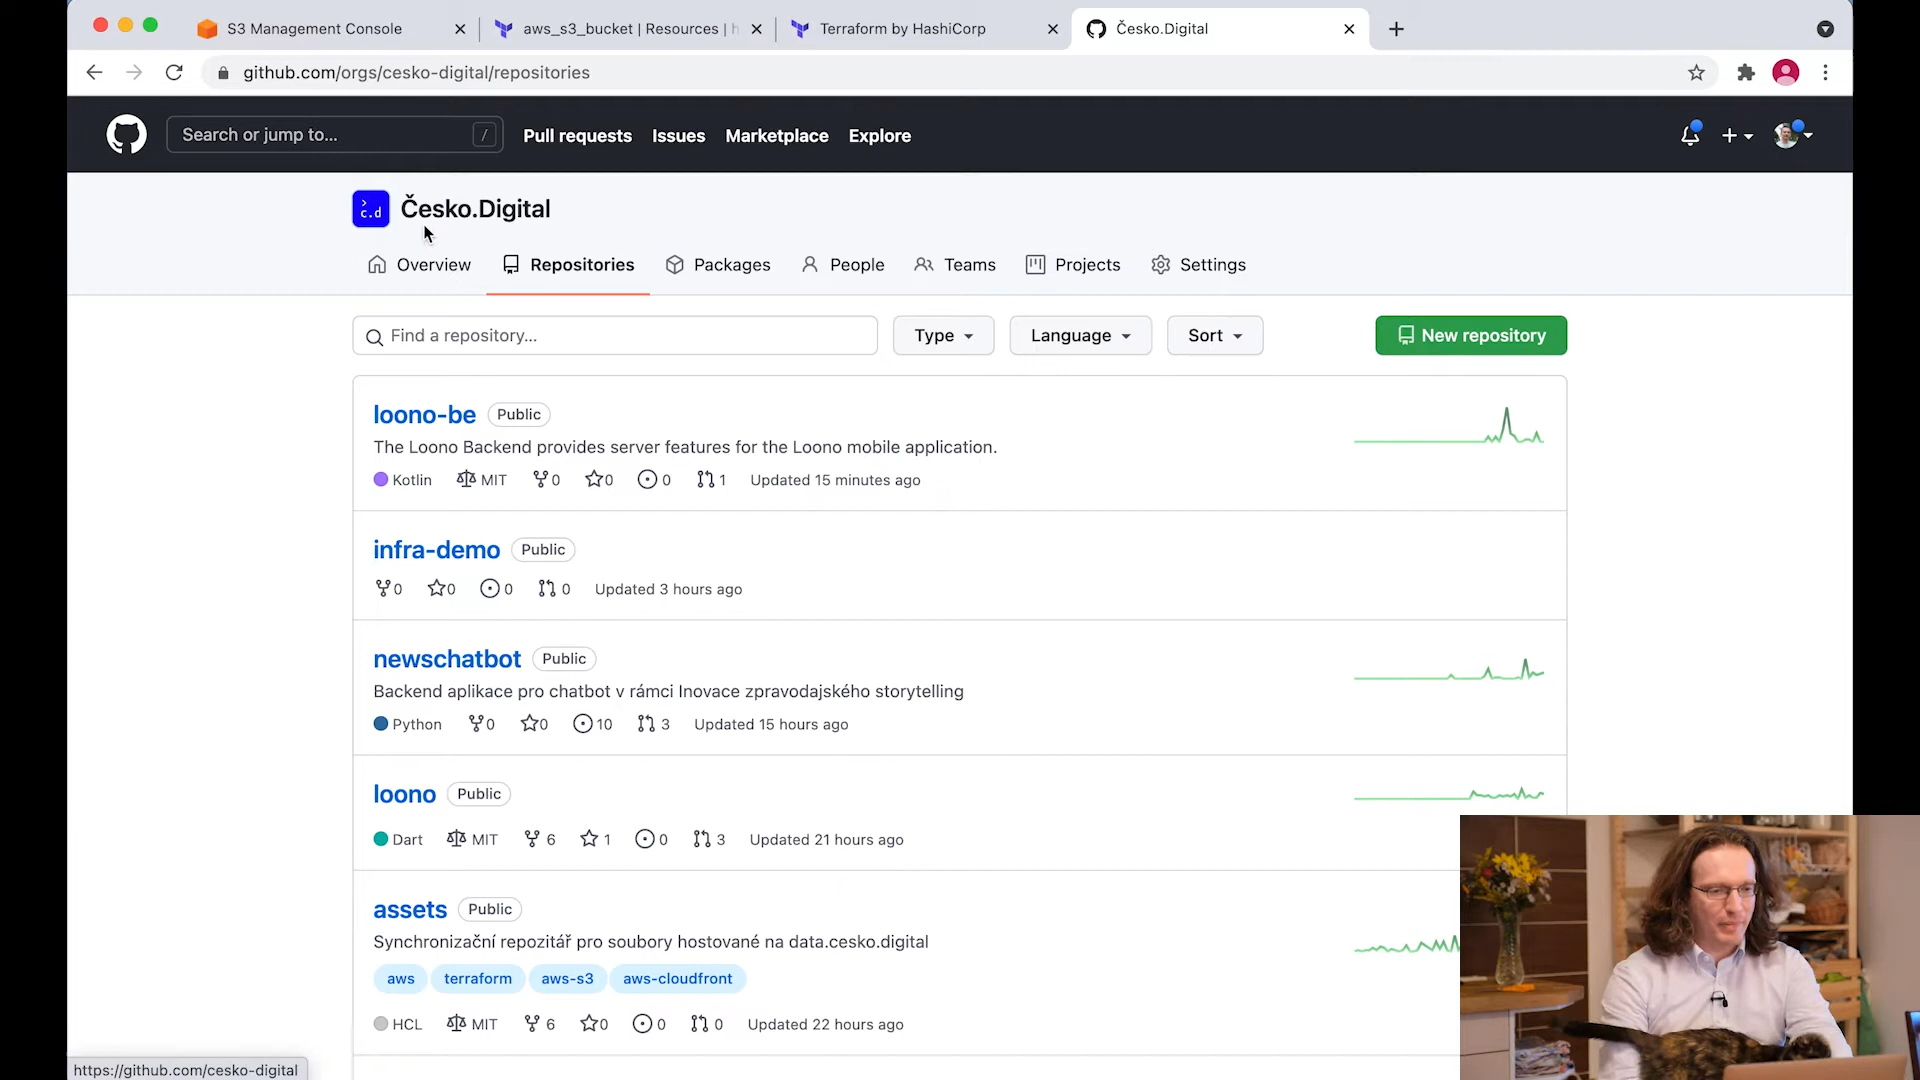 S3 Management Console
aws_s3_bucket | Resources |
Terraform by HashiCorp
Česko.Digital
github.com/orgs/cesko-digital/repositories
Search or jump to... /
Pull requests Issues Marketplace Explore
>c.d
Česko.Digital
Overview Repositories Packages People Teams Projects Settings
Find a repository... Type Language Sort New repository
loono-be Public
The Loono Backend provides server features for the Loono mobile application.
Kotlin MIT 0 0 0 1 Updated 15 minutes ago
infra-demo Public
0 0 0 0 Updated 3 hours ago
newschatbot Public
Backend aplikace pro chatbot v rámci Inovace zpravodajského storytelling
Python 0 0 10 3 Updated 15 hours ago
loono Public
Dart MIT 6 1 0 3 Updated 21 hours ago
assets Public
Synchronizační repozitář pro soubory hostované na data.cesko.digital
aws terraform aws-s3 aws-cloudfront
HCL MIT 6 0 0 0 Updated 22 hours ago
https://github.com/cesko-digital